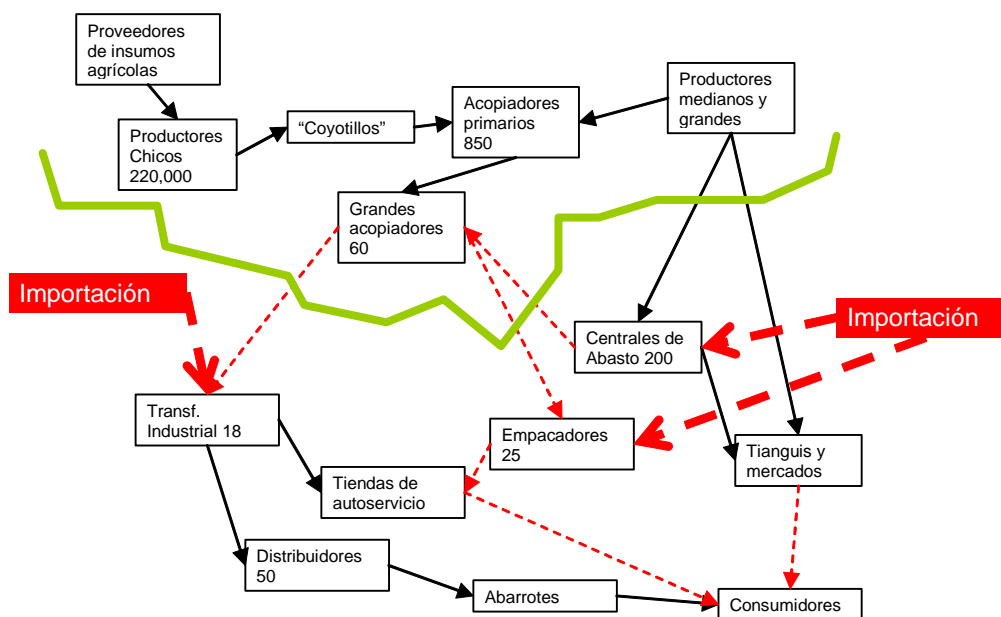 Proveedores
de insumos
agrícolas
Productores
Chicos
220,000
“Coyotillos”
Acopiadores
primarios
850
Productores
medianos y
grandes
Grandes
acopiadores
60
Importación
Importación
Centrales de
Abasto 200
Transf.
Industrial 18
Empacadores
25
Tianguis y
mercados
Tiendas de
autoservicio
Distribuidores
50
Abarrotes
Consumidores